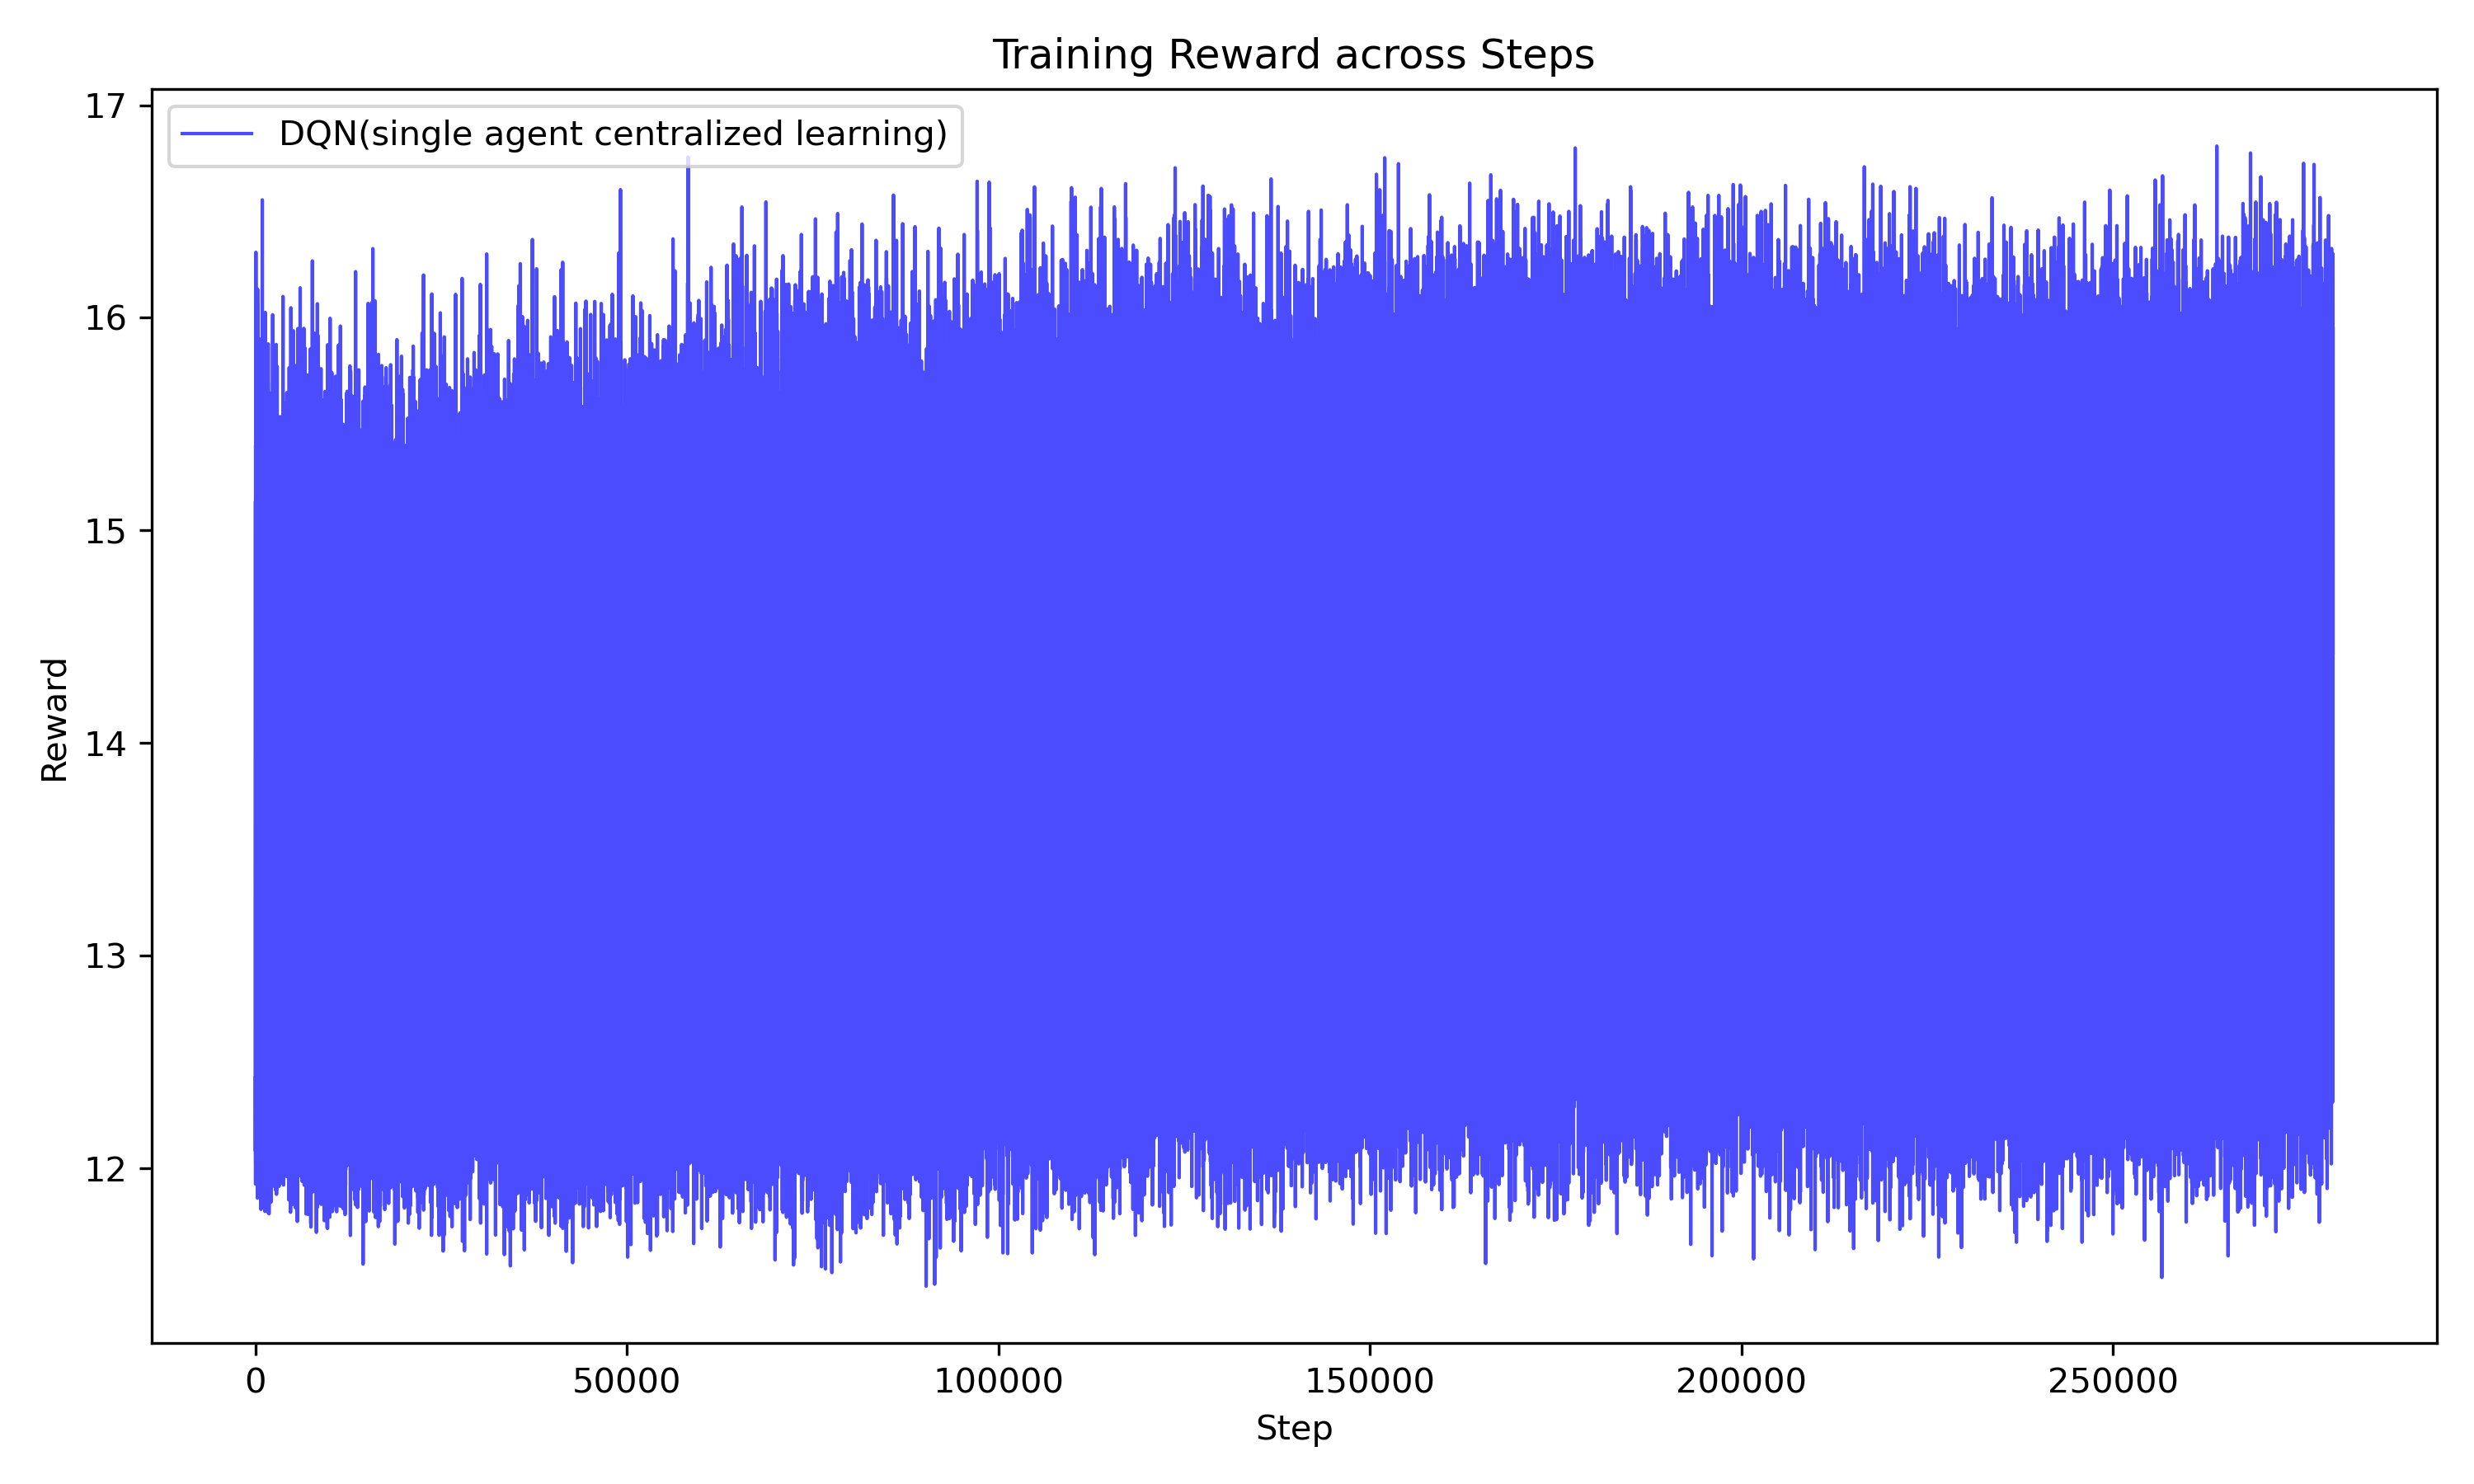 Training Reward across Steps
DQN(single agent centralized learning)
17
16
15
14
13
12
Reward
0 50000 100000 150000 200000 250000
Step